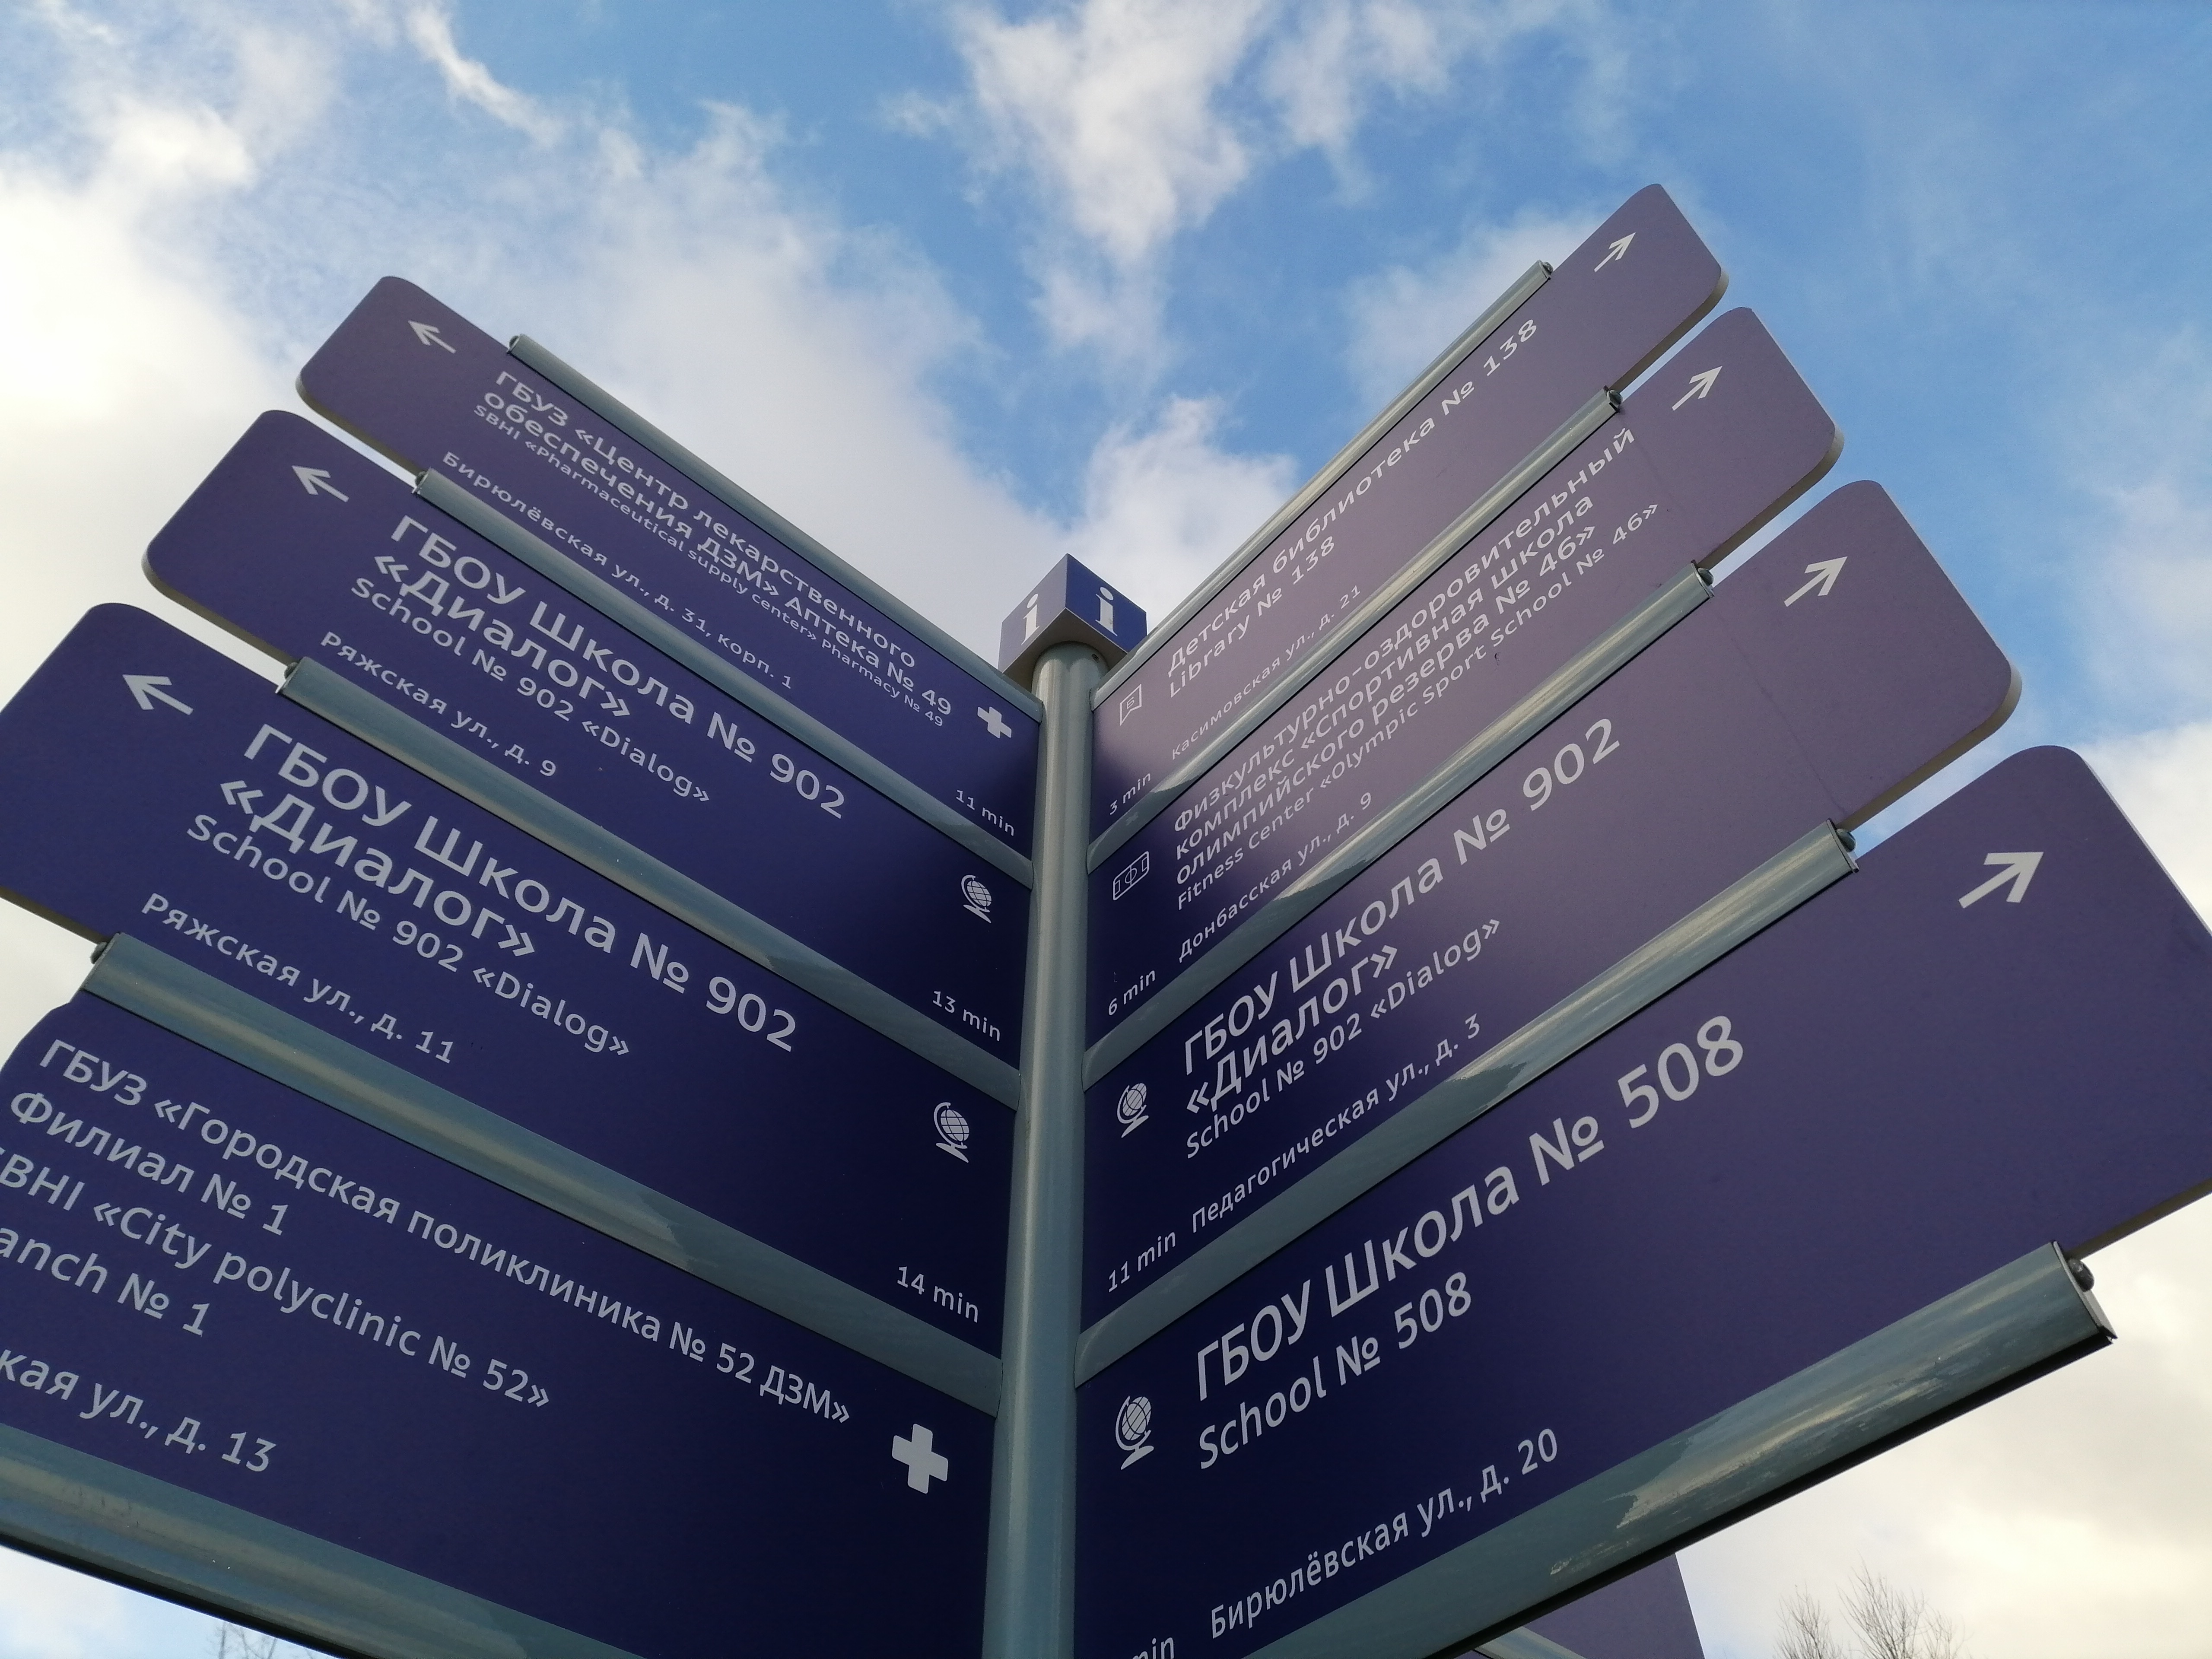 i i
ГБУЗ «Центр лекарственного
обеспечения ДЗМ» Аптека № 49
SBHI «Pharmaceutical supply center» Pharmacy № 49
Бирюлёвская ул., д. 31, корп. 1
11 min
ГБОУ Школа № 902
«Диалог»
School № 902 «Dialog»
Ряжская ул., д. 9
13 min
ГБОУ Школа № 902
«Диалог»
School № 902 «Dialog»
Ряжская ул., д. 11
14 min
ГБУЗ «Городская поликлиника № 52 ДЗМ»
Филиал № 1
SBHI «City polyclinic № 52»
anch № 1
кая ул., д. 13
Детская библиотека № 138
Library № 138
3 min Касимовская ул., д. 21
Физкультурно-оздоровительный
комплекс «Спортивная школа
олимпийского резерва № 46»
Fitness Center «Olympic Sport School № 46»
6 min Донбасская ул., д. 9
ГБОУ Школа № 902
«Диалог»
School № 902 «Dialog»
11 min Педагогическая ул., д. 3
ГБОУ Школа № 508
School № 508
min Бирюлёвская ул., д. 20